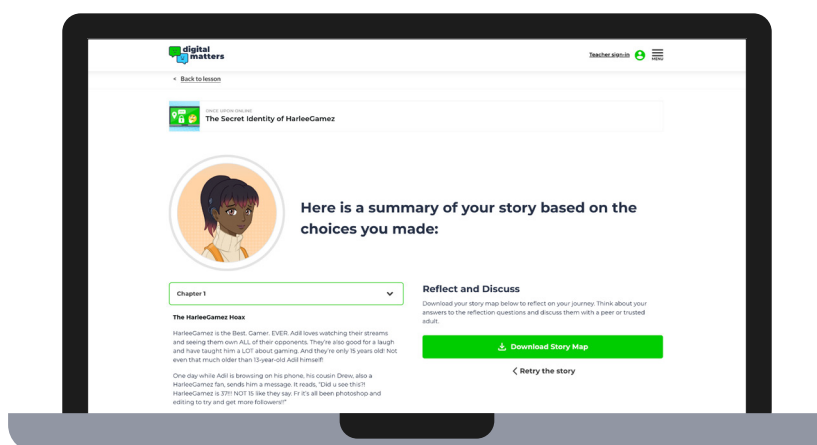 digital
matters
Teacher sign-in
MENU
< Back to lesson
ONCE UPON ONLINE
The Secret Identity of HarleeGamez
Here is a summary of your story based on the
choices you made:
Chapter 1
The HarleeGamez Hoax
HarleeGamez is the Best. Gamer. EVER. Adil loves watching their streams
and seeing them own ALL of their opponents. They're also good for a laugh
and have taught him a LOT about gaming. And they're only 15 years old! Not
even that much older than 13-year-old Adil himself!
One day while Adil is browsing on his phone, his cousin Drew, also a
HarleeGamez fan, sends him a message. It reads, "Did u see this?!
HarleeGamez is 37!!! NOT 15 like they say. Fr it's all been photoshop and
editing to try and get more followers!!"
Reflect and Discuss
Download your story map below to reflect on your journey. Think about your
answers to the reflection questions and discuss them with a peer or trusted
adult.
Download Story Map
< Retry the story